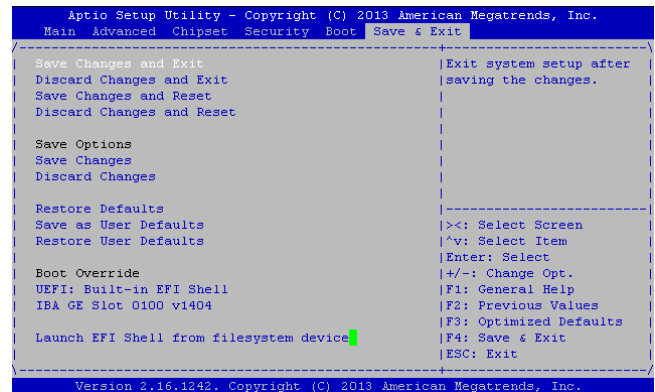 Aptio Setup Utility - Copyright (C) 2013 American Megatrends, Inc.
Main Advanced Chipset Security Boot Save & Exit
Save Changes and Exit
Discard Changes and Exit
Save Changes and Reset
Discard Changes and Reset
Save Options
Save Changes
Discard Changes
Restore Defaults
Save as User Defaults
Restore User Defaults
Boot Override
UEFI: Built-in EFI Shell
IBA GE Slot 0100 v1404
Launch EFI Shell from filesystem device
Exit system setup after
saving the changes.
><: Select Screen
^v: Select Item
Enter: Select
+/-: Change Opt.
F1: General Help
F2: Previous Values
F3: Optimized Defaults
F4: Save & Exit
ESC: Exit
Version 2.16.1242. Copyright (C) 2013 American Megatrends, Inc.